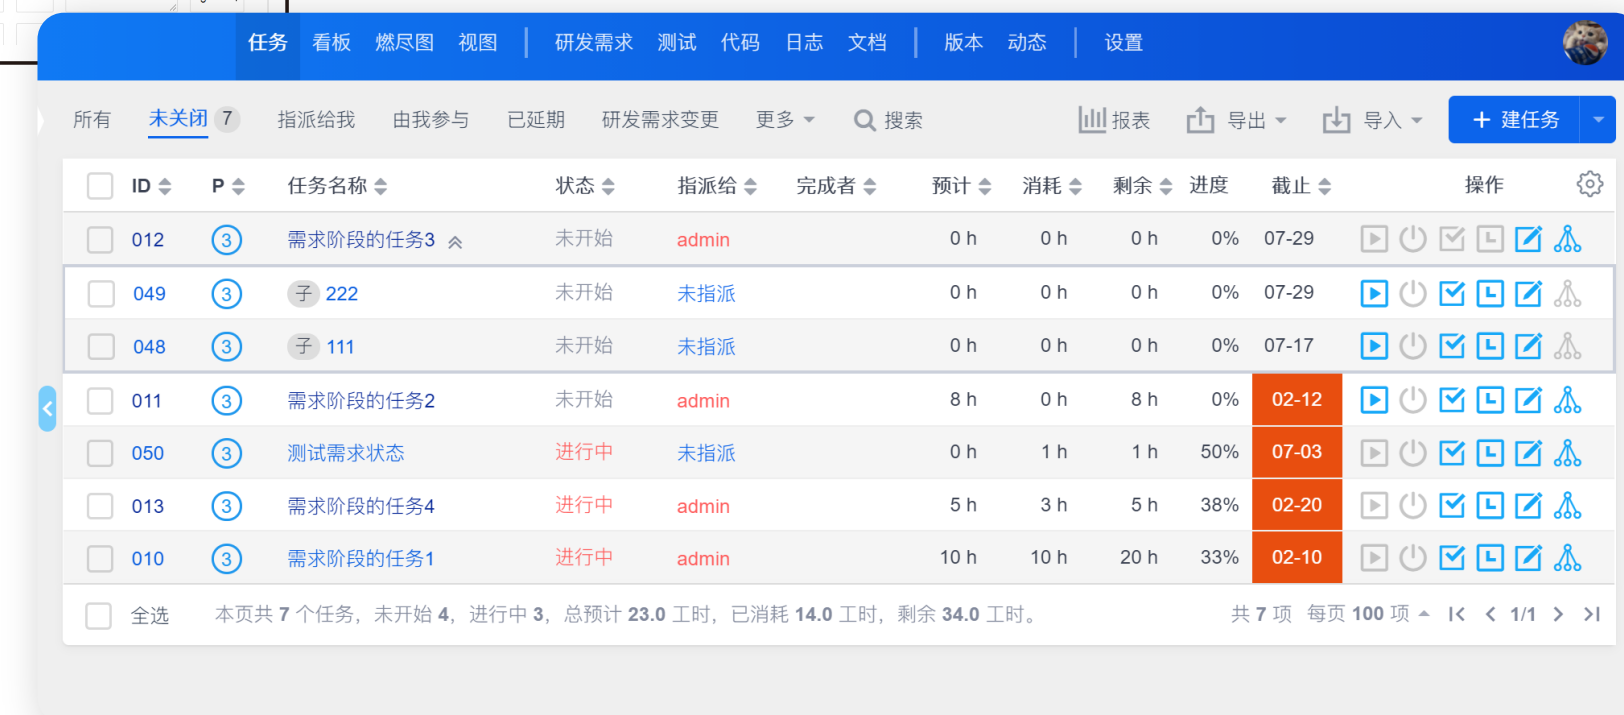 任务 看板 燃尽图 视图 研发需求 测试 代码 日志 文档 版本 动态 设置
所有 未关闭 7 指派给我 由我参与 已延期 研发需求变更 更多 搜索 报表 导出 导入 + 建任务
ID P 任务名称 状态 指派给 完成者 预计 消耗 剩余 进度 截止 操作
012 3 需求阶段的任务3 未开始 admin 0 h 0 h 0 h 0% 07-29
049 3 子 222 未开始 未指派 0 h 0 h 0 h 0% 07-29
048 3 子 111 未开始 未指派 0 h 0 h 0 h 0% 07-17
011 3 需求阶段的任务2 未开始 admin 8 h 0 h 8 h 0% 02-12
050 3 测试需求状态 进行中 未指派 0 h 1 h 1 h 50% 07-03
013 3 需求阶段的任务4 进行中 admin 5 h 3 h 5 h 38% 02-20
010 3 需求阶段的任务1 进行中 admin 10 h 10 h 20 h 33% 02-10
全选 本页共 7 个任务，未开始 4，进行中 3，总预计 23.0 工时，已消耗 14.0 工时，剩余 34.0 工时。 共 7 项 每页 100 项 1/1